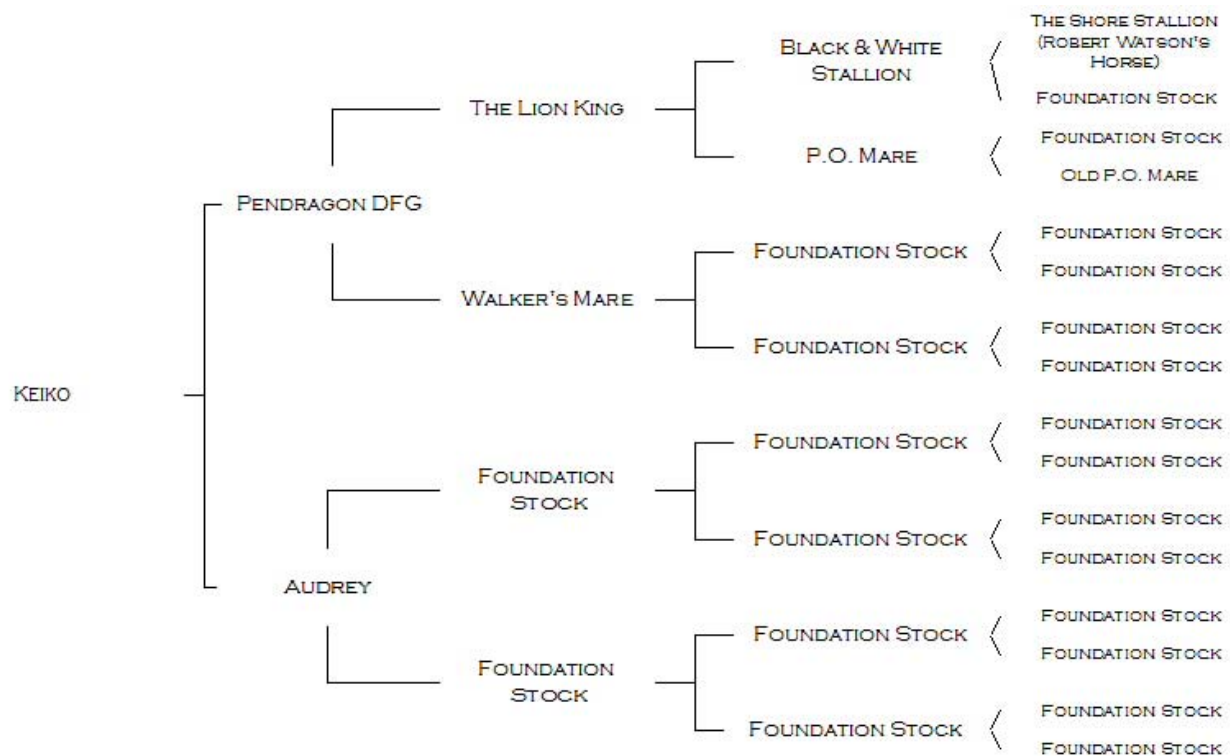 The Shore Stallion
(Robert Watson's
Horse)
Black & White
Stallion
Foundation Stock
The Lion King
Foundation Stock
P.O. Mare
Old P.O. Mare
Pendragon DFG
Foundation Stock
Foundation Stock
Foundation Stock
Walker's Mare
Foundation Stock
Foundation Stock
Foundation Stock
Keiko
Foundation Stock
Foundation Stock
Foundation Stock
Foundation
Stock
Foundation Stock
Foundation Stock
Foundation Stock
Audrey
Foundation Stock
Foundation Stock
Foundation Stock
Foundation
Stock
Foundation Stock
Foundation Stock
Foundation Stock